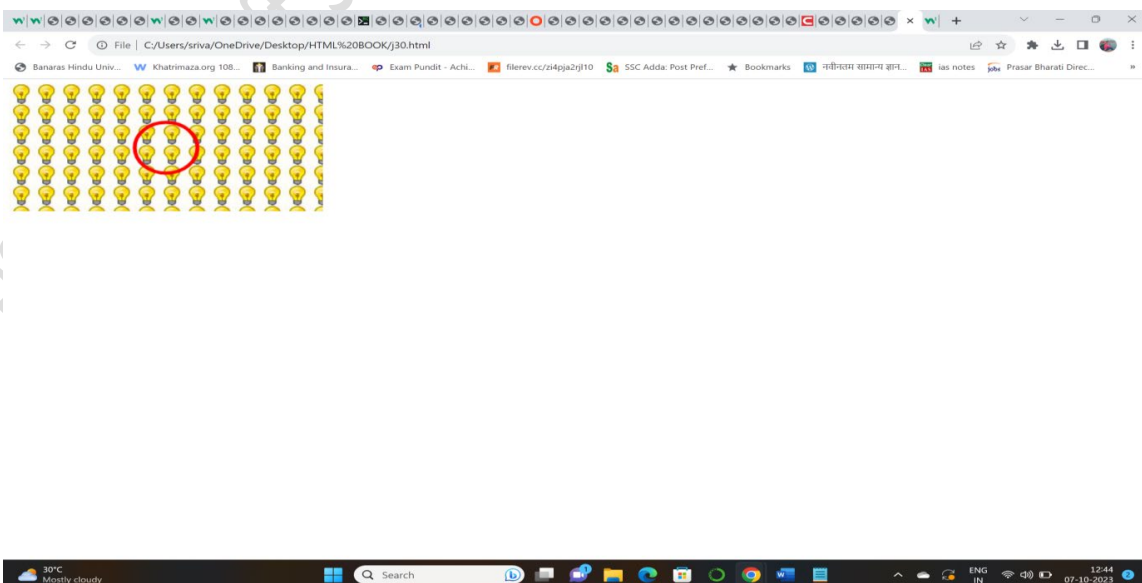 File | C:/Users/sriva/OneDrive/Desktop/HTML%20BOOK/j30.html
Banaras Hindu Univ... Khatrimaza.org 108... Banking and Insura... Exam Pundit - Achi... filerev.cc/zi4pja2rjl10 SSC Adda: Post Pref... Bookmarks नवीनतम सामान्य ज्ञान... ias notes Prasar Bharati Direc... »
30°C
Mostly cloudy
Search
ENG
IN
12:44
07-10-2023